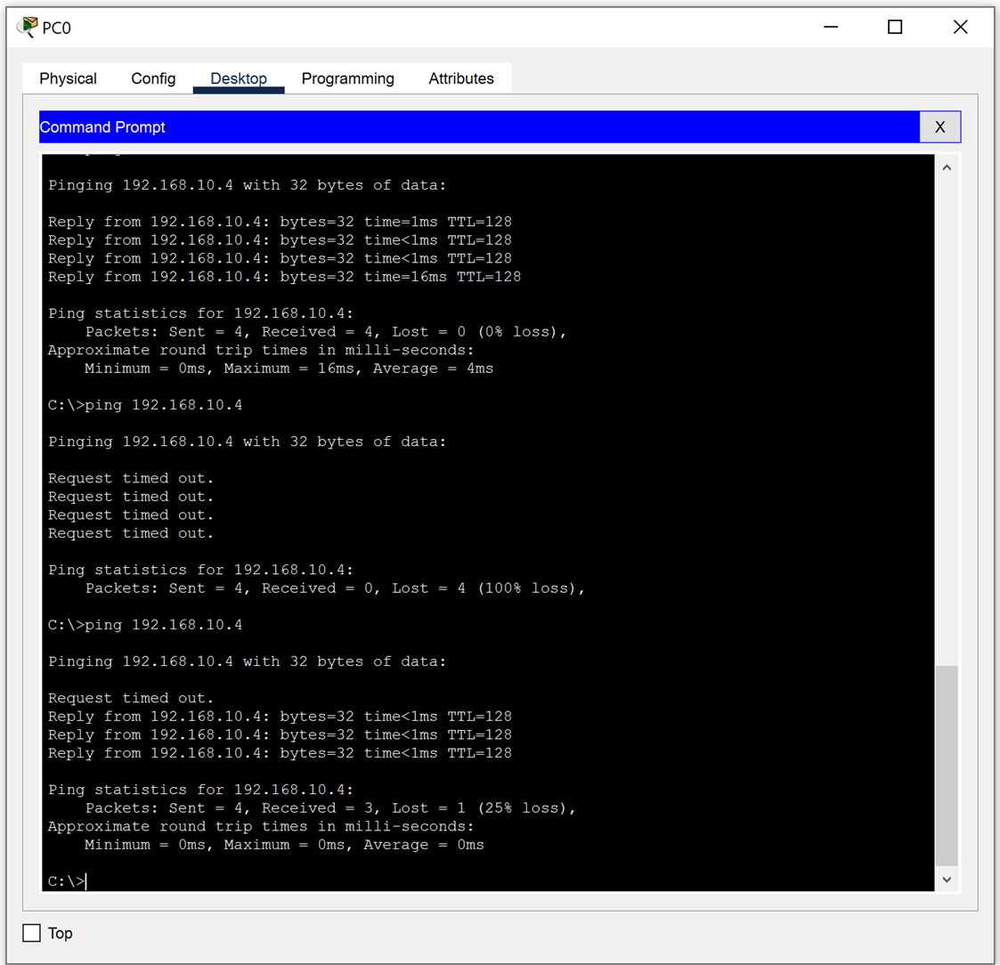 PC0
Physical Config Desktop Programming Attributes
Command Prompt X
Pinging 192.168.10.4 with 32 bytes of data:
Reply from 192.168.10.4: bytes=32 time=1ms TTL=128
Reply from 192.168.10.4: bytes=32 time<1ms TTL=128
Reply from 192.168.10.4: bytes=32 time<1ms TTL=128
Reply from 192.168.10.4: bytes=32 time=16ms TTL=128
Ping statistics for 192.168.10.4:
Packets: Sent = 4, Received = 4, Lost = 0 (0% loss),
Approximate round trip times in milli-seconds:
Minimum = 0ms, Maximum = 16ms, Average = 4ms
C:\>ping 192.168.10.4
Pinging 192.168.10.4 with 32 bytes of data:
Request timed out.
Request timed out.
Request timed out.
Request timed out.
Ping statistics for 192.168.10.4:
Packets: Sent = 4, Received = 0, Lost = 4 (100% loss),
C:\>ping 192.168.10.4
Pinging 192.168.10.4 with 32 bytes of data:
Request timed out.
Reply from 192.168.10.4: bytes=32 time<1ms TTL=128
Reply from 192.168.10.4: bytes=32 time<1ms TTL=128
Reply from 192.168.10.4: bytes=32 time<1ms TTL=128
Ping statistics for 192.168.10.4:
Packets: Sent = 4, Received = 3, Lost = 1 (25% loss),
Approximate round trip times in milli-seconds:
Minimum = 0ms, Maximum = 0ms, Average = 0ms
C:\>
Top